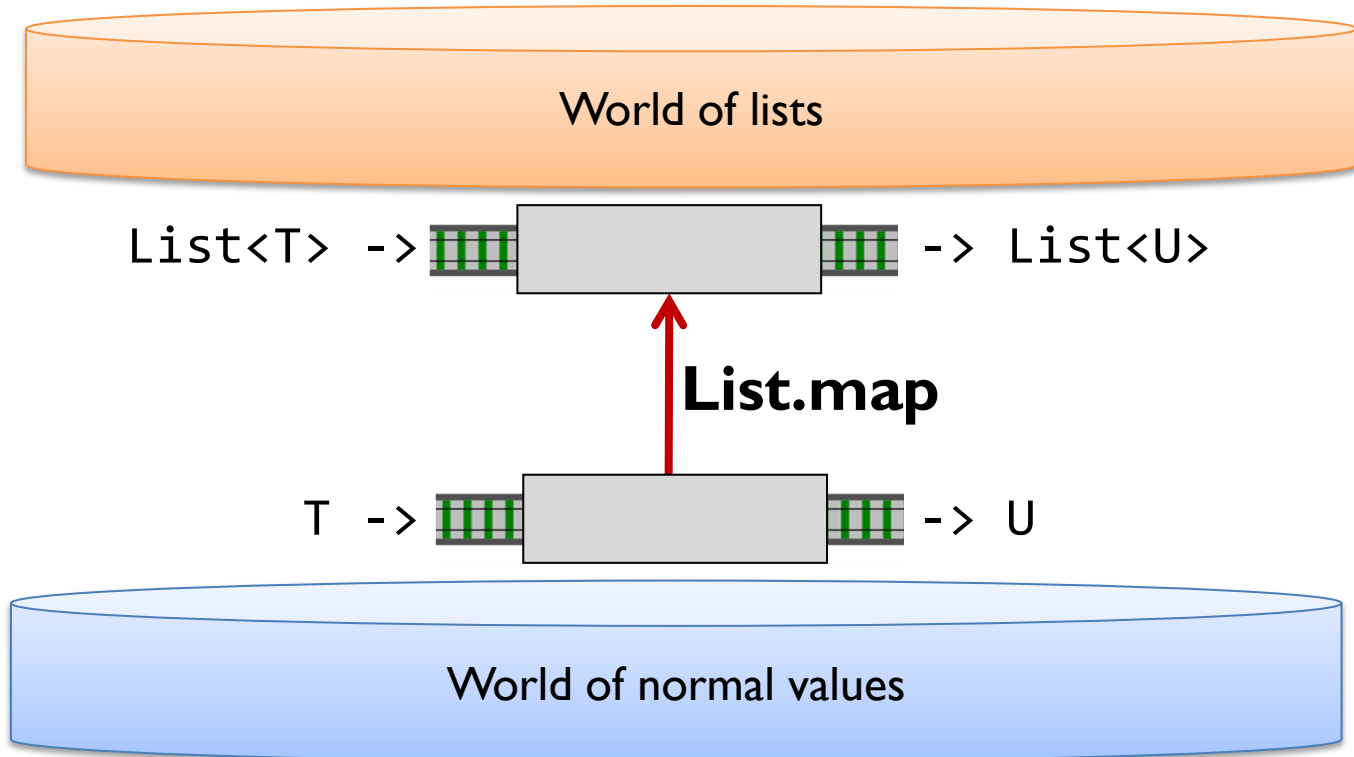 World of lists
List<T> -> -> List<U>
List.map
T -> -> U
World of normal values